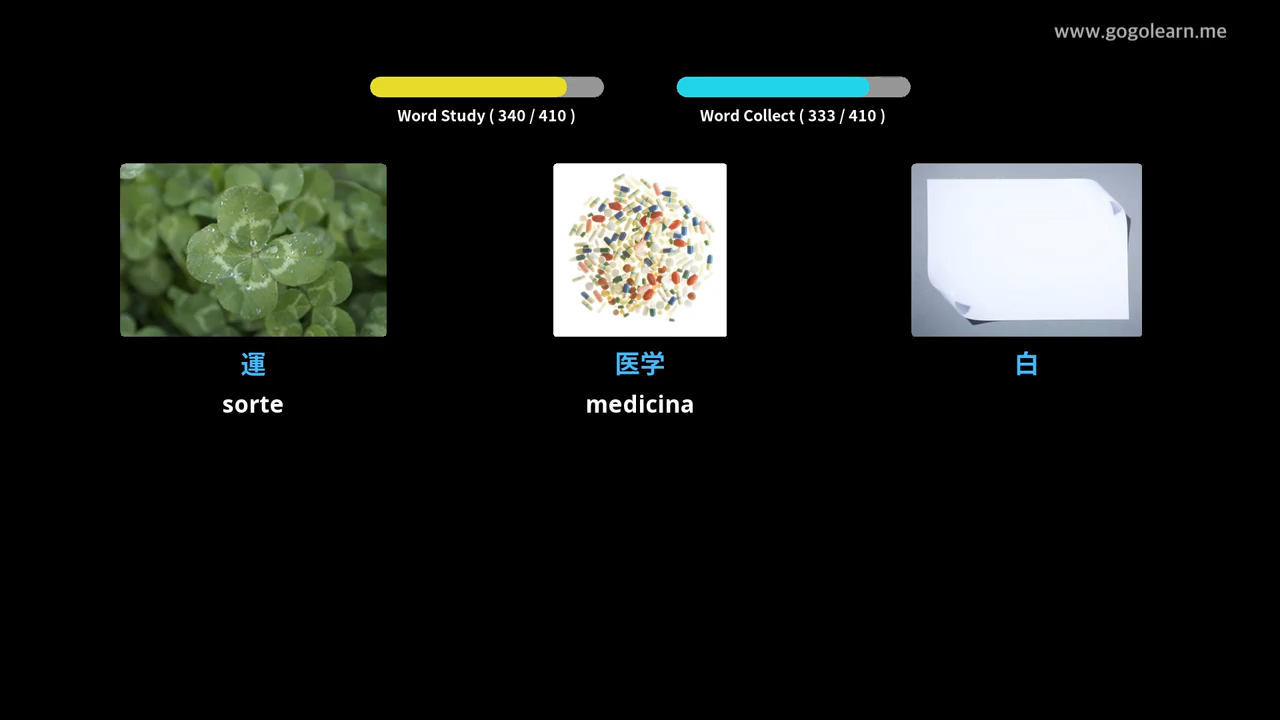 www.gogolearn.me
Word Study ( 340 / 410 )
Word Collect ( 333 / 410 )
運
医学
白
sorte
medicina